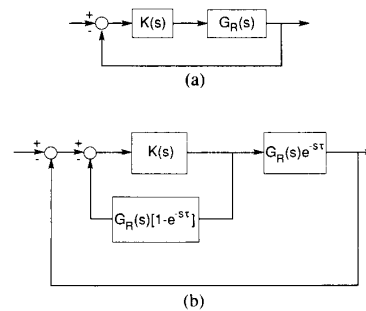 +
-
K(s)
G_R(s)
(a)
+
-
+
-
K(s)
G_R(s)e^{-sτ}
G_R(s)[1-e^{-sτ}]
(b)